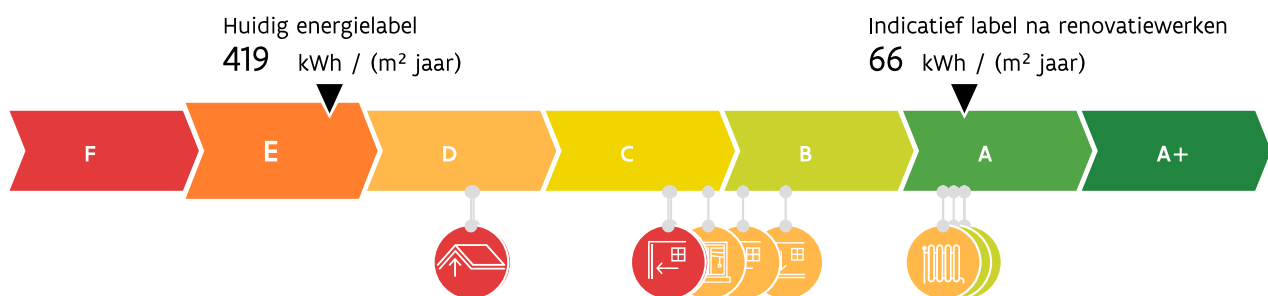 Huidig energielabel
419 kWh / (m² jaar)
Indicatief label na renovatiewerken
66 kWh / (m² jaar)
F E D C B A A+